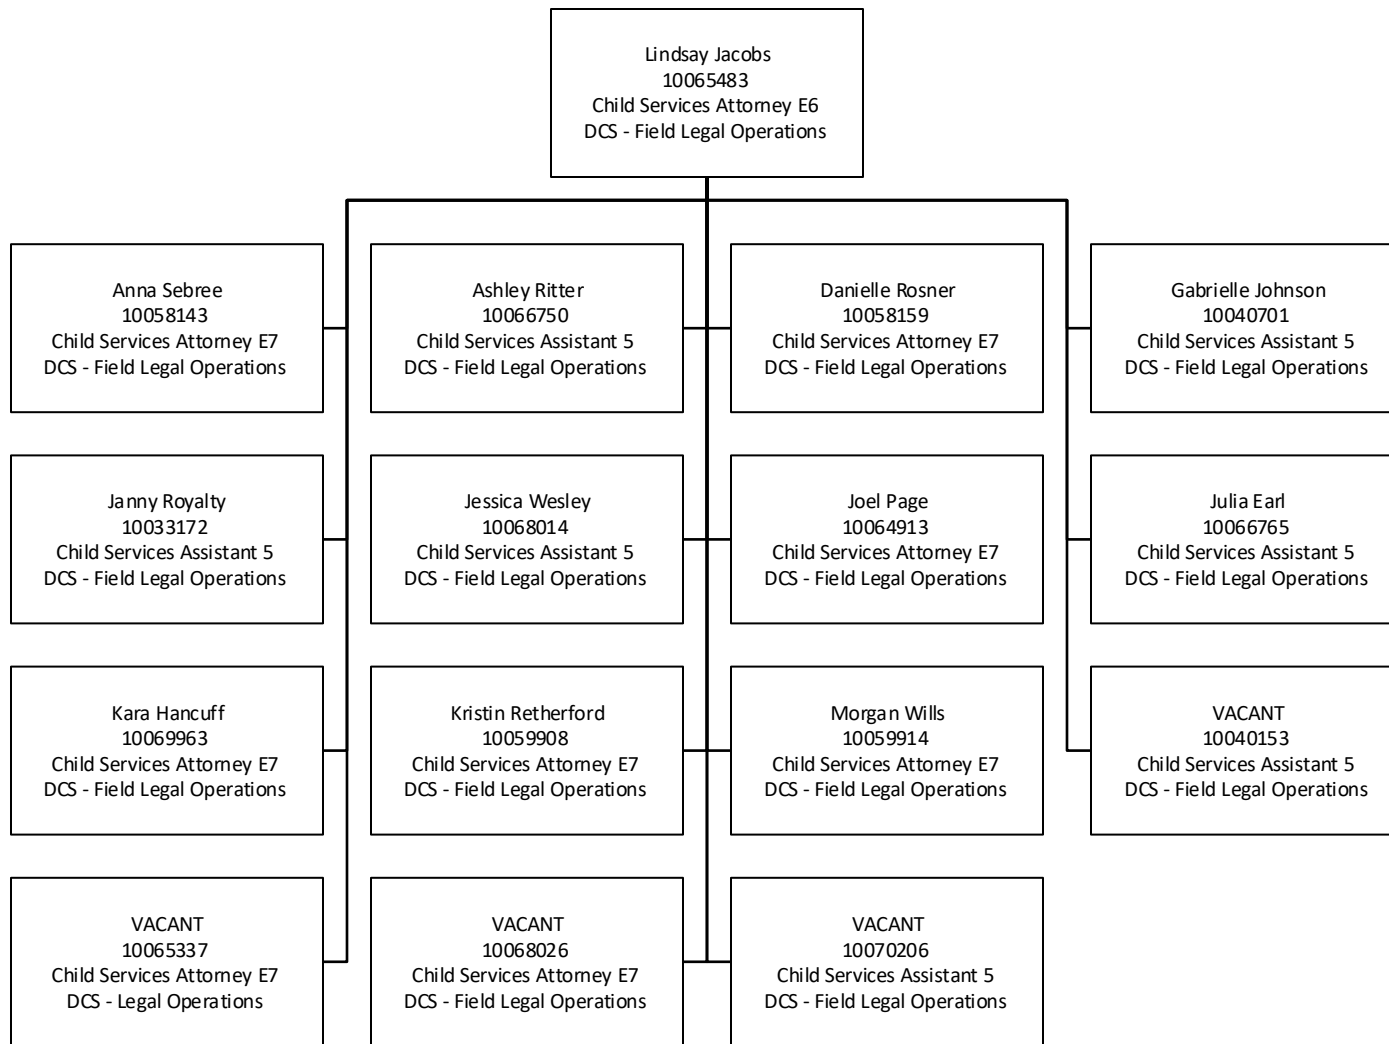 Lindsay Jacobs
10065483
Child Services Attorney E6
DCS - Field Legal Operations
Anna Sebree
10058143
Child Services Attorney E7
DCS - Field Legal Operations
Ashley Ritter
10066750
Child Services Assistant 5
DCS - Field Legal Operations
Danielle Rosner
10058159
Child Services Attorney E7
DCS - Field Legal Operations
Gabrielle Johnson
10040701
Child Services Assistant 5
DCS - Field Legal Operations
Janny Royalty
10033172
Child Services Assistant 5
DCS - Field Legal Operations
Jessica Wesley
10068014
Child Services Assistant 5
DCS - Field Legal Operations
Joel Page
10064913
Child Services Attorney E7
DCS - Field Legal Operations
Julia Earl
10066765
Child Services Assistant 5
DCS - Field Legal Operations
Kara Hancuff
10069963
Child Services Attorney E7
DCS - Field Legal Operations
Kristin Retherford
10059908
Child Services Attorney E7
DCS - Field Legal Operations
Morgan Wills
10059914
Child Services Attorney E7
DCS - Field Legal Operations
VACANT
10040153
Child Services Assistant 5
DCS - Field Legal Operations
VACANT
10065337
Child Services Attorney E7
DCS - Legal Operations
VACANT
10068026
Child Services Attorney E7
DCS - Field Legal Operations
VACANT
10070206
Child Services Assistant 5
DCS - Field Legal Operations